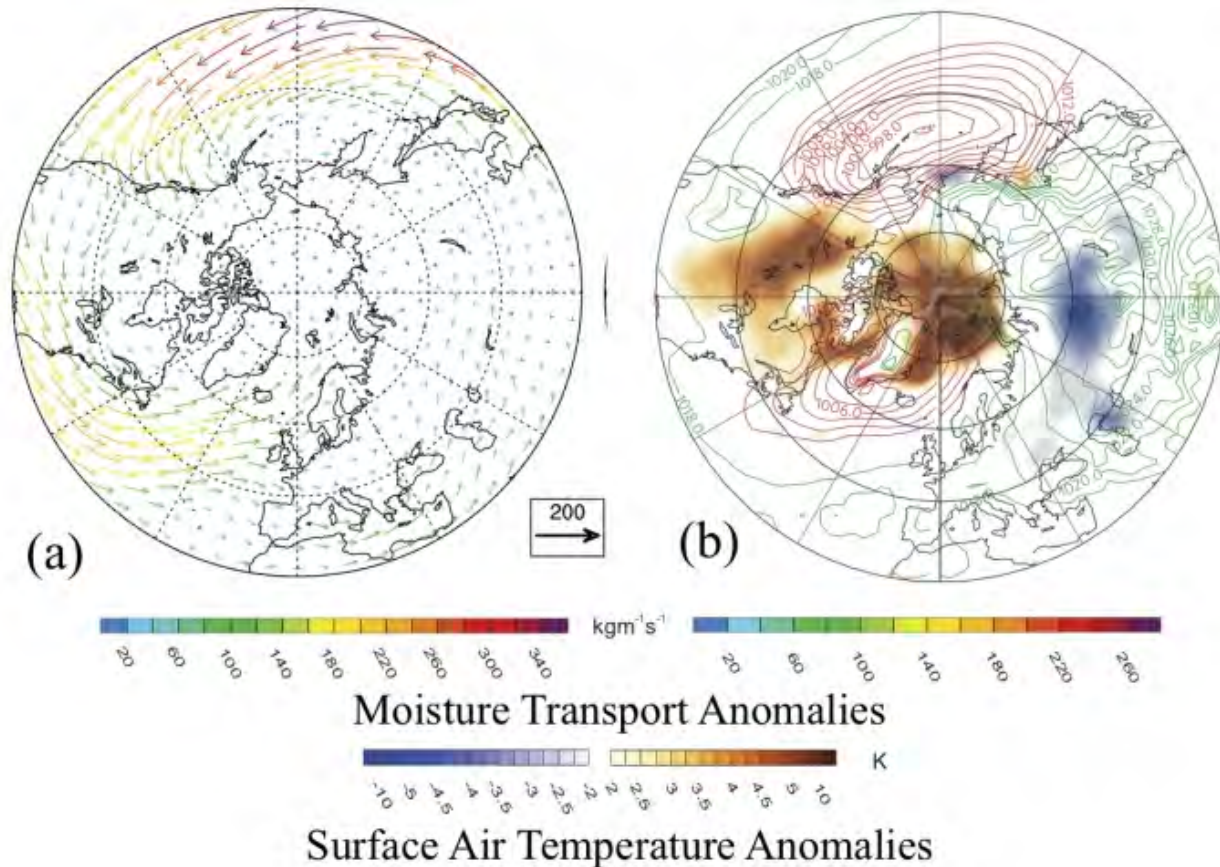 1020.0
1018.0
1012.0
998.0
1018.0
1006.0
1020.0
200
(a)
(b)
kgm⁻¹s⁻¹
20 60 100 140 180 220 260 300 340
20 60 100 140 180 220 260
Moisture Transport Anomalies
K
-10 -5 -4.5 -4 -3.5 -3 -2.5 -2 2 2.5 3 3.5 4 4.5 5 10
Surface Air Temperature Anomalies